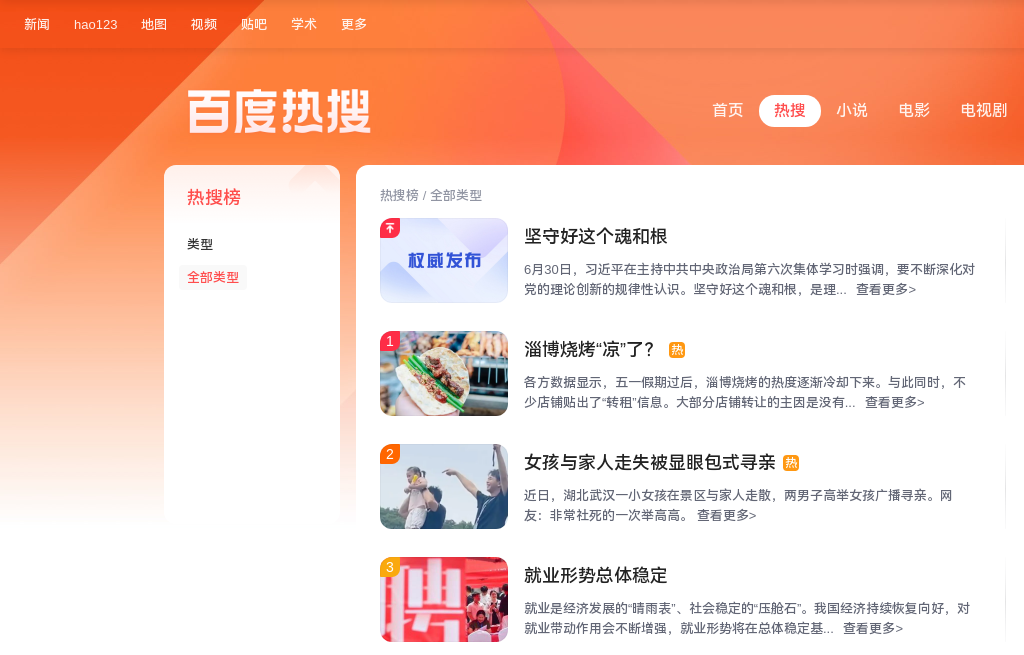 新闻 hao123 地图 视频 贴吧 学术 更多
百度热搜
首页 热搜 小说 电影 电视剧
热搜榜
类型
全部类型
热搜榜 / 全部类型
权威发布
坚守好这个魂和根
6月30日，习近平在主持中共中央政治局第六次集体学习时强调，要不断深化对
党的理论创新的规律性认识。坚守好这个魂和根，是理... 查看更多>
1
淄博烧烤“凉”了？ 热
各方数据显示，五一假期过后，淄博烧烤的热度逐渐冷却下来。与此同时，不
少店铺贴出了“转租”信息。大部分店铺转让的主因是没有... 查看更多>
2
女孩与家人走失被显眼包式寻亲 热
近日，湖北武汉一小女孩在景区与家人走散，两男子高举女孩广播寻亲。网
友：非常社死的一次举高高。 查看更多>
3
聘
就业形势总体稳定
就业是经济发展的“晴雨表”、社会稳定的“压舱石”。我国经济持续恢复向好，对
就业带动作用会不断增强，就业形势将在总体稳定基... 查看更多>